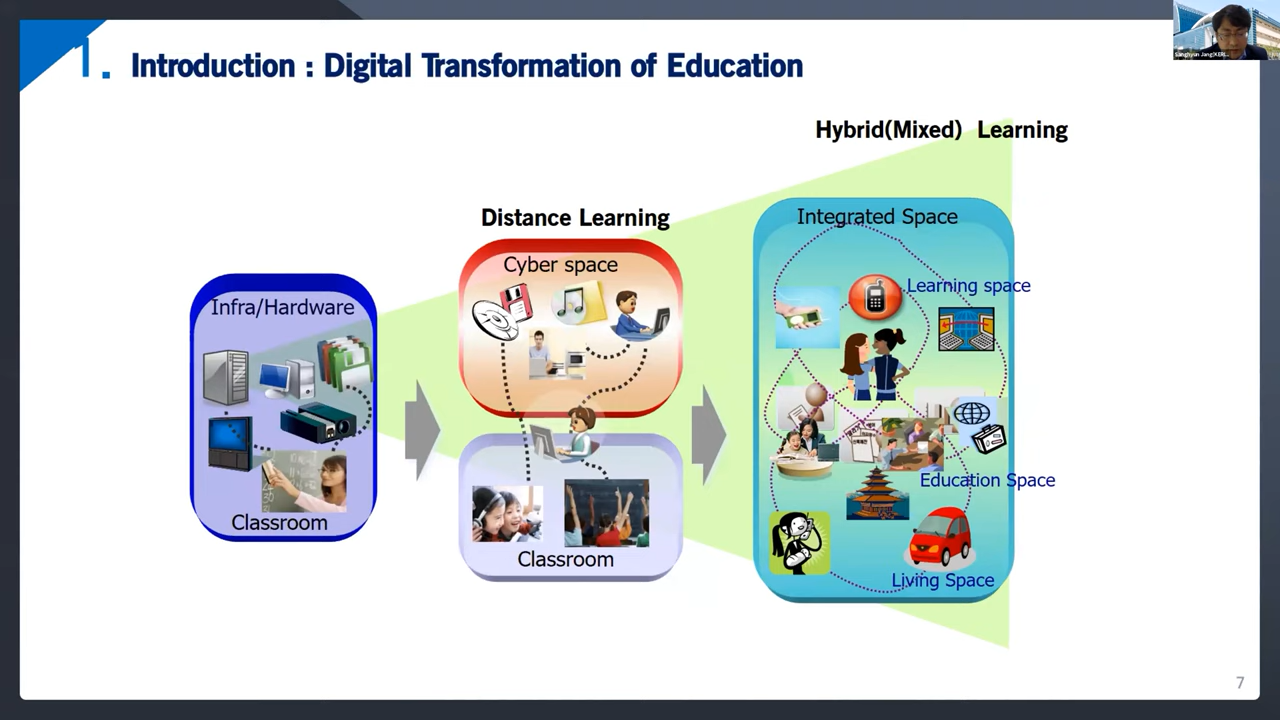 1. Introduction : Digital Transformation of Education
Hybrid(Mixed) Learning
Distance Learning
Infra/Hardware
Classroom
Cyber space
Classroom
Integrated Space
Learning space
Education Space
Living Space
7